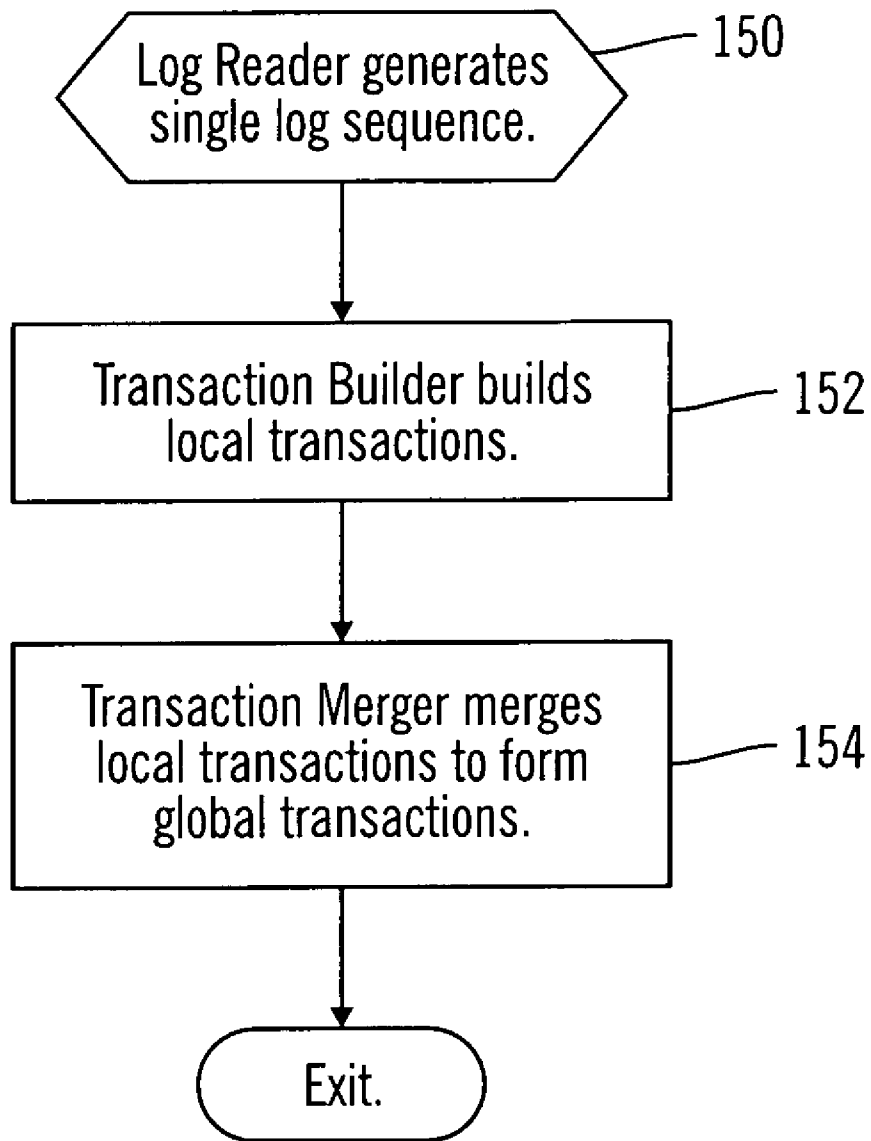 Log Reader generates
single log sequence.
150
Transaction Builder builds
local transactions.
152
Transaction Merger merges
local transactions to form
global transactions.
154
Exit.